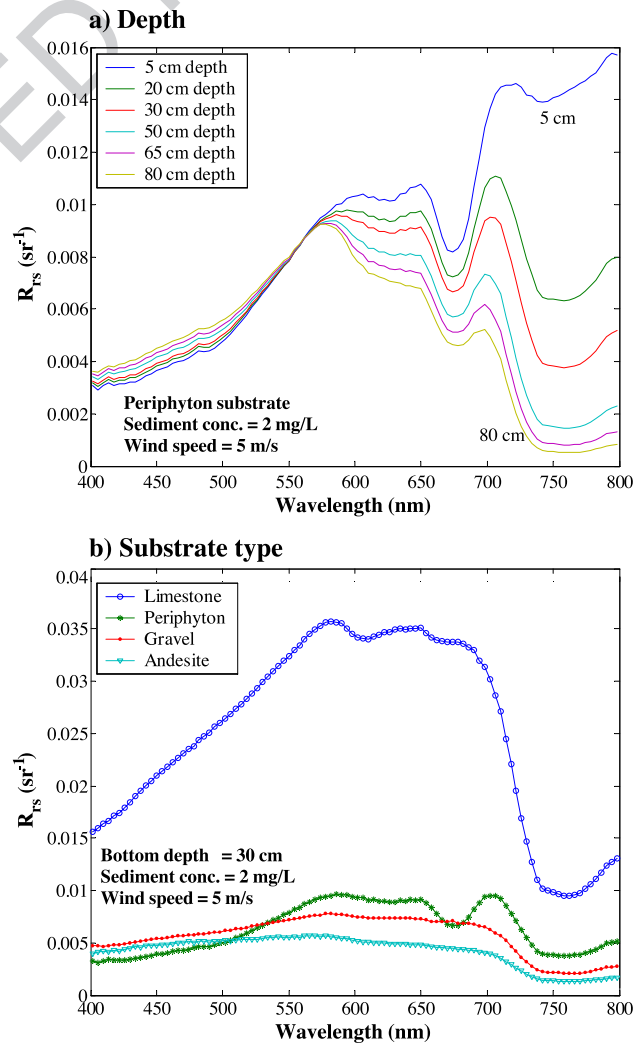 ED
a) Depth
0.016
0.014
0.012
0.01
0.008
0.006
0.004
0.002
0
Rrs (sr-1)
5 cm depth
20 cm depth
30 cm depth
50 cm depth
65 cm depth
80 cm depth
5 cm
80 cm
Periphyton substrate
Sediment conc. = 2 mg/L
Wind speed = 5 m/s
400 450 500 550 600 650 700 750 800
Wavelength (nm)
b) Substrate type
0.04
0.035
0.03
0.025
0.02
0.015
0.01
0.005
0
Rrs (sr-1)
Limestone
Periphyton
Gravel
Andesite
Bottom depth = 30 cm
Sediment conc. = 2 mg/L
Wind speed = 5 m/s
400 450 500 550 600 650 700 750 800
Wavelength (nm)